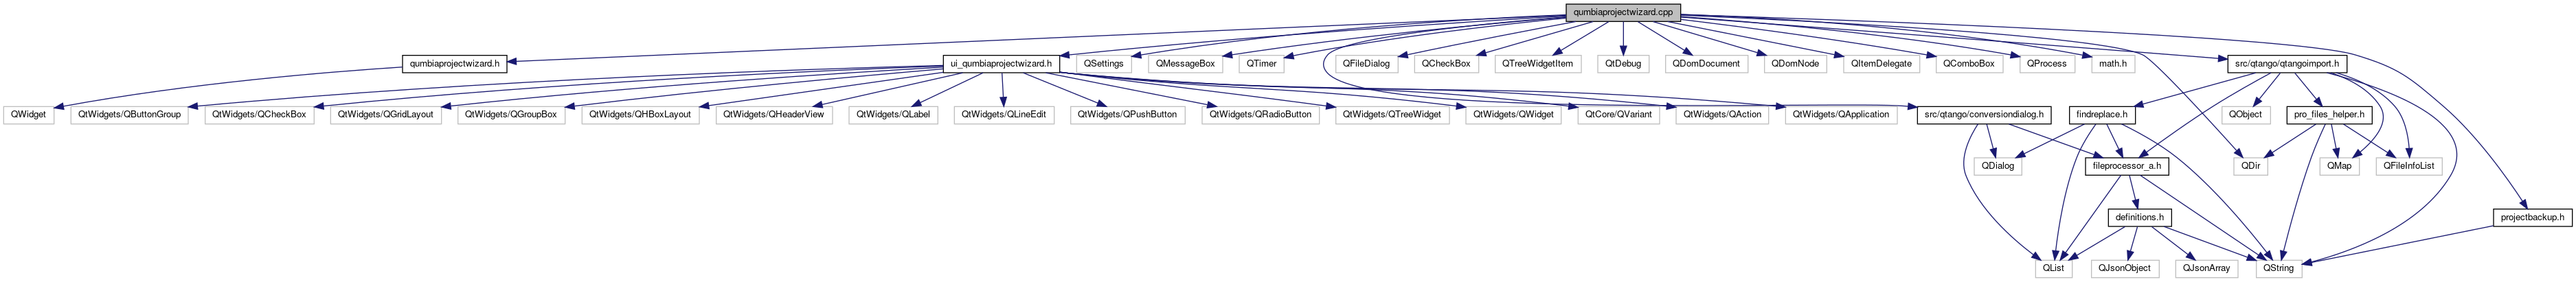 qumbiaprojectwizard.cpp
qumbiaprojectwizard.h
ui_qumbiaprojectwizard.h
QSettings
QMessageBox
QTimer
QFileDialog
QCheckBox
QTreeWidgetItem
QtDebug
QDomDocument
QDomNode
QItemDelegate
QComboBox
QProcess
math.h
src/qtango/qtangoimport.h
QWidget
QtWidgets/QButtonGroup
QtWidgets/QCheckBox
QtWidgets/QGridLayout
QtWidgets/QGroupBox
QtWidgets/QHBoxLayout
QtWidgets/QHeaderView
QtWidgets/QLabel
QtWidgets/QLineEdit
QtWidgets/QPushButton
QtWidgets/QRadioButton
QtWidgets/QTreeWidget
QtWidgets/QWidget
QtCore/QVariant
QtWidgets/QAction
QtWidgets/QApplication
src/qtango/conversiondialog.h
findreplace.h
QObject
pro_files_helper.h
QDialog
fileprocessor_a.h
QDir
QMap
QFileInfoList
definitions.h
projectbackup.h
QList
QJsonObject
QJsonArray
QString